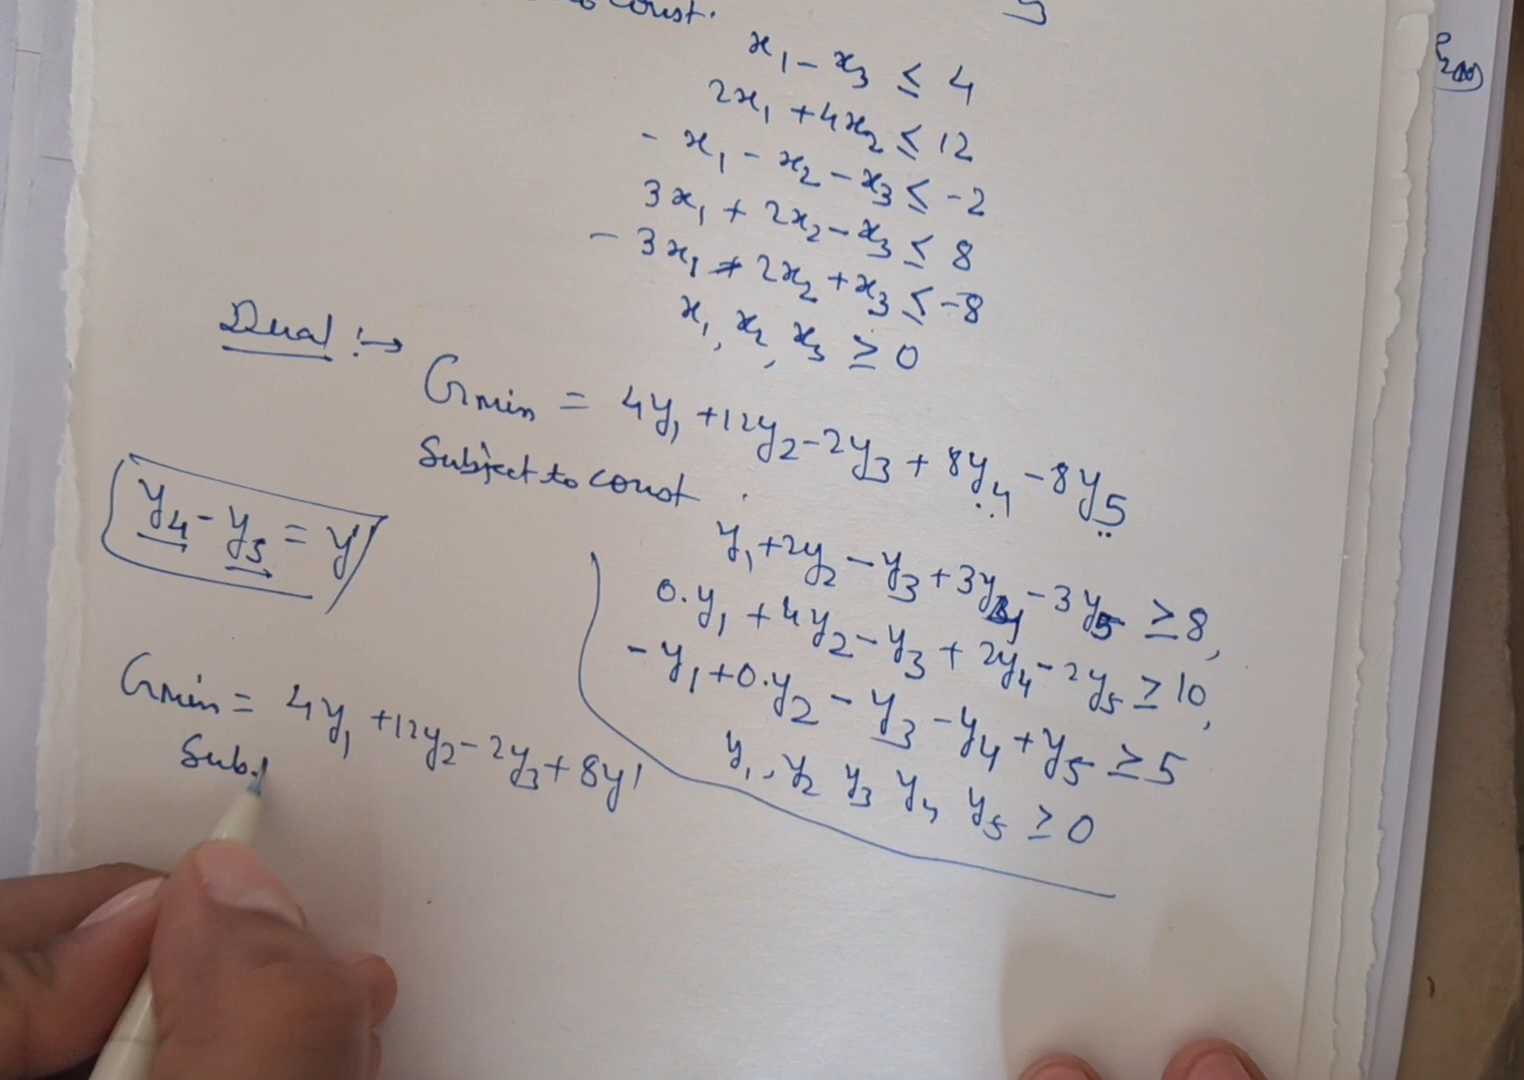 to const.
x₁ - x₃ ≤ 4
2x₁ + 4x₂ ≤ 12
- x₁ - x₂ - x₃ ≤ -2
3x₁ + 2x₂ - x₃ ≤ 8
- 3x₁ - 2x₂ + x₃ ≤ -8
x₁, x₂, x₃ ≥ 0
Dual :→
Gmin = 4y₁ + 12y₂ - 2y₃ + 8y₄ - 8y₅
Subject to const.
y₁ + 2y₂ - y₃ + 3y₄ - 3y₅ ≥ 8,
0.y₁ + 4y₂ - y₃ + 2y₄ - 2y₅ ≥ 10,
- y₁ + 0.y₂ - y₃ - y₄ + y₅ ≥ 5
y₁, y₂ y₃ y₄ y₅ ≥ 0
y₄ - y₅ = y'
Gmin = 4y₁ + 12y₂ - 2y₃ + 8y'
Subj